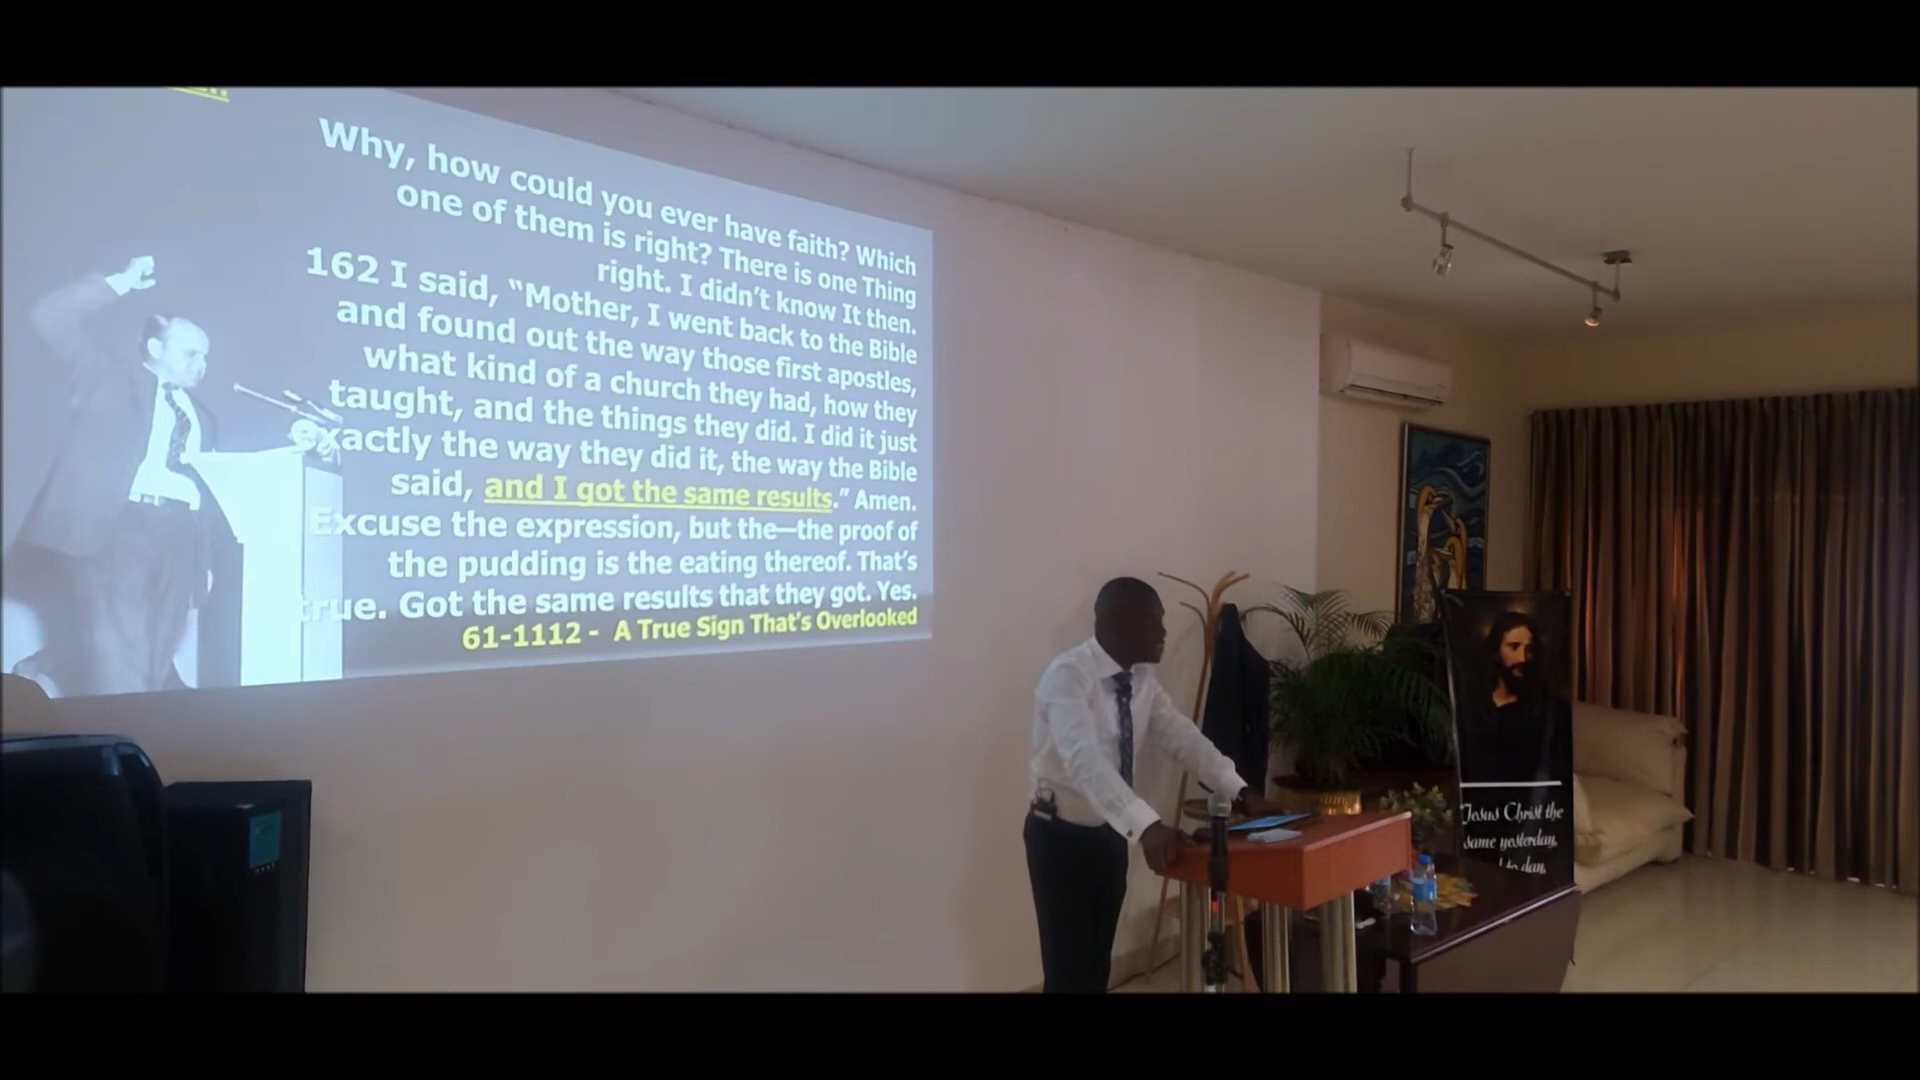 Why, how could you ever have faith? Which
one of them is right? There is one Thing
right. I didn't know It then.
162 I said, “Mother, I went back to the Bible
and found out the way those first apostles,
what kind of a church they had, how they
taught, and the things they did. I did it just
exactly the way they did it, the way the Bible
said, and I got the same results.” Amen.
Excuse the expression, but the—the proof of
the pudding is the eating thereof. That's
true. Got the same results that they got. Yes.
61-1112 - A True Sign That's Overlooked
Jesus Christ the
same yesterday,
to day,